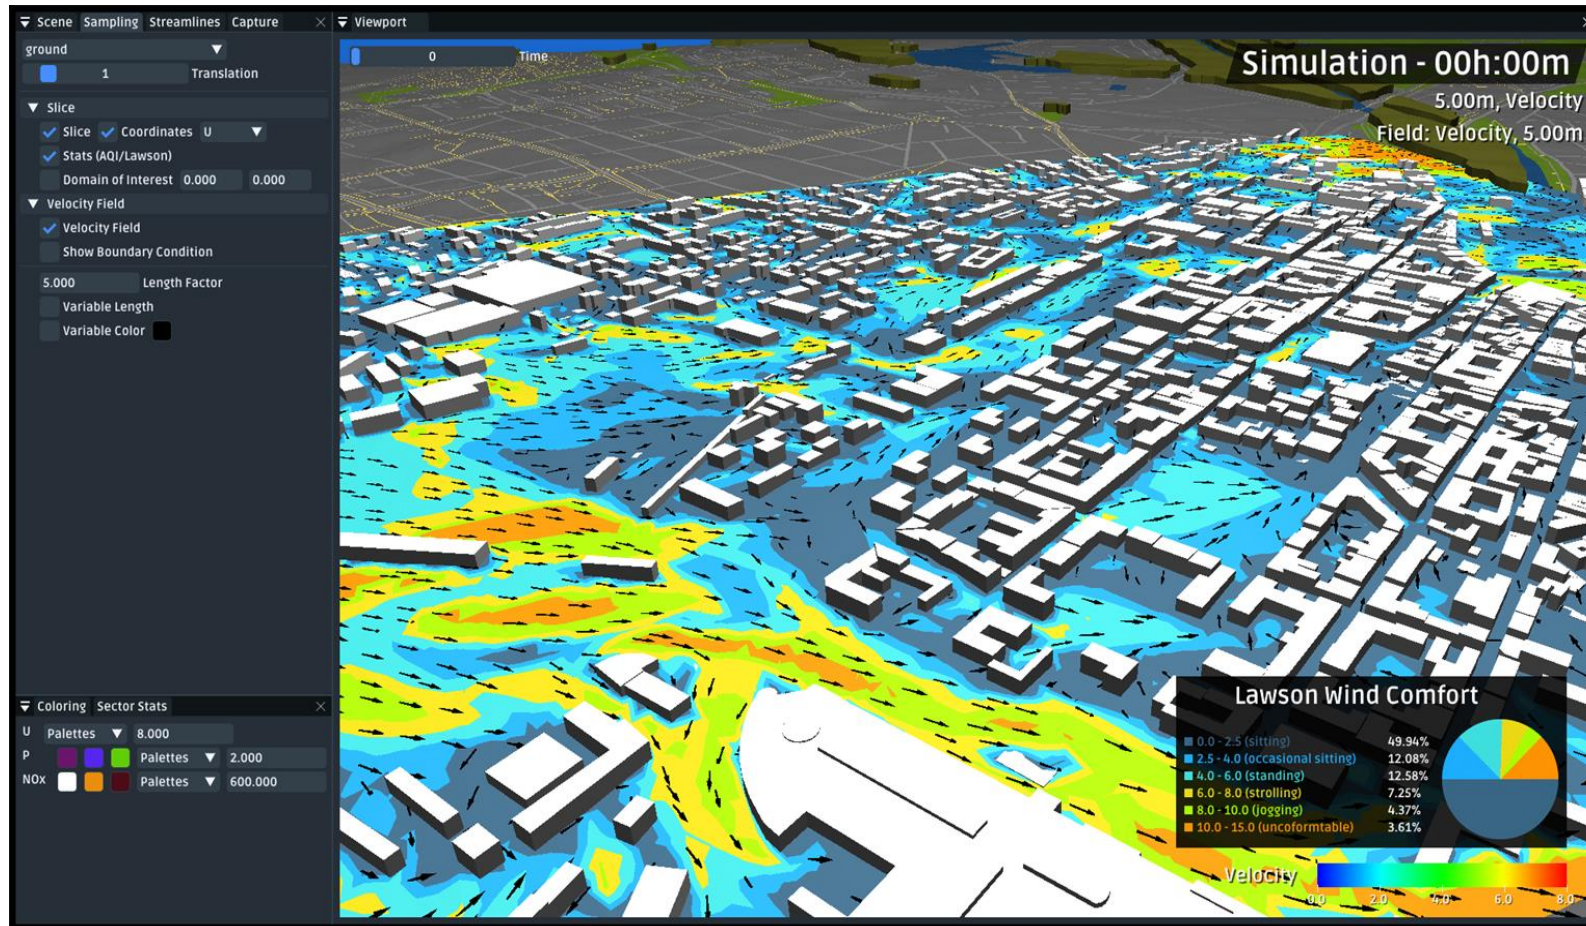 Scene Sampling Streamlines Capture
Viewport
ground
1 Translation
Slice
Slice Coordinates U
Stats (AQI/Lawson)
Domain of Interest 0.000 0.000
Velocity Field
Velocity Field
Show Boundary Condition
5.000 Length Factor
Variable Length
Variable Color
0 Time
Simulation - 00h:00m
5.00m, Velocity
Field: Velocity, 5.00m
Coloring Sector Stats
U Palettes 8.000
P Palettes 2.000
NOx Palettes 600.000
Lawson Wind Comfort
0.0 - 2.5 (sitting) 49.94%
2.5 - 4.0 (occasional sitting) 12.08%
4.0 - 6.0 (standing) 12.58%
6.0 - 8.0 (strolling) 7.25%
8.0 - 10.0 (jogging) 4.37%
10.0 - 15.0 (uncoformtable) 3.61%
Velocity
0.0 2.0 4.0 6.0 8.0